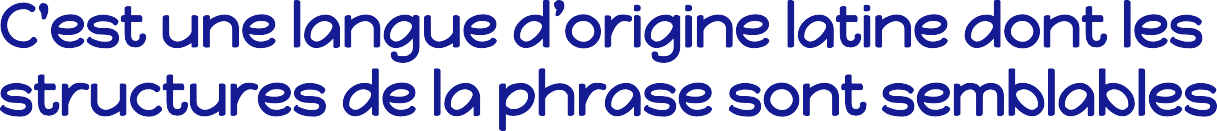 C'est une langue d’origine latine dont les
structures de la phrase sont semblables